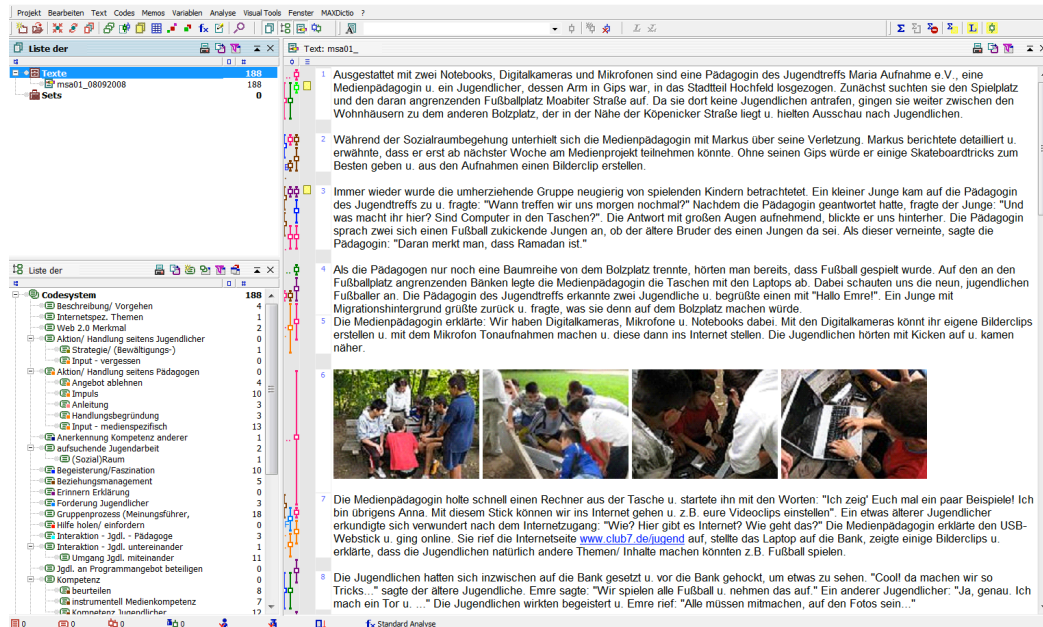 Projekt Bearbeiten Text Codes Memos Variablen Analyse Visual Tools Fenster MAXDictio ?
Liste der
Texte 188
msa01_08092008 188
Sets 0
Liste der
Codesystem 188
Beschreibung/ Vorgehen 4
Internetspez. Themen 1
Web 2.0 Merkmal 2
Aktion/ Handlung seitens Jugendlicher 0
Strategie/ (Bewältigungs-) 1
Input - vergessen 0
Aktion/ Handlung seitens Pädagogen 0
Angebot ablehnen 4
Impuls 10
Anleitung 3
Handlungsbegründung 3
Input - medienspezifisch 13
Anerkennung Kompetenz anderer 1
aufsuchende Jugendarbeit 2
(Sozial)Raum 1
Begeisterung/Faszination 10
Beziehungsmanagement 5
Erinnern Erklärung 0
Forderung Jugendlicher 3
Gruppenprozess (Meinungsführer, 18
Hilfe holen/ einfordern 0
Interaktion - Jgdl. - Pädagoge 3
Interaktion - Jgdl. untereinander 1
Umgang Jgdl. miteinander 11
Jgdl. an Programmangebot beteiligen 0
Kompetenz 0
beurteilen 8
instrumentell Medienkompetenz 7
Kompetenz Jugendlicher 12
Text: msa01_
1 Ausgestattet mit zwei Notebooks, Digitalkameras und Mikrofonen sind eine Pädagogin des Jugendtreffs Maria Aufnahme e.V., eine
Medienpädagogin u. ein Jugendlicher, dessen Arm in Gips war, in das Stadtteil Hochfeld losgezogen. Zunächst suchten sie den Spielplatz
und den daran angrenzenden Fußballplatz Moabiter Straße auf. Da sie dort keine Jugendlichen antrafen, gingen sie weiter zwischen den
Wohnhäusern zu dem anderen Bolzplatz, der in der Nähe der Köpenicker Straße liegt u. hielten Ausschau nach Jugendlichen.
2 Während der Sozialraumbegehung unterhielt sich die Medienpädagogin mit Markus über seine Verletzung. Markus berichtete detailliert u.
erwähnte, dass er erst ab nächster Woche am Medienprojekt teilnehmen könnte. Ohne seinen Gips würde er einige Skateboardtricks zum
Besten geben u. aus den Aufnahmen einen Bilderclip erstellen.
3 Immer wieder wurde die umherziehende Gruppe neugierig von spielenden Kindern betrachtetet. Ein kleiner Junge kam auf die Pädagogin
des Jugendtreffs zu u. fragte: "Wann treffen wir uns morgen nochmal?" Nachdem die Pädagogin geantwortet hatte, fragte der Junge: "Und
was macht ihr hier? Sind Computer in den Taschen?". Die Antwort mit großen Augen aufnehmend, blickte er uns hinterher. Die Pädagogin
sprach zwei sich einen Fußball zukickende Jungen an, ob der ältere Bruder des einen Jungen da sei. Als dieser verneinte, sagte die
Pädagogin: "Daran merkt man, dass Ramadan ist."
4 Als die Pädagogen nur noch eine Baumreihe von dem Bolzplatz trennte, hörten man bereits, dass Fußball gespielt wurde. Auf den an den
Fußballplatz angrenzenden Bänken legte die Medienpädagogin die Taschen mit den Laptops ab. Dabei schauten uns die neun, jugendlichen
Fußballer an. Die Pädagogin des Jugendtreffs erkannte zwei Jugendliche u. begrüßte einen mit "Hallo Emre!". Ein Junge mit
Migrationshintergrund grüßte zurück u. fragte, was sie denn auf dem Bolzplatz machen würde.
5 Die Medienpädagogin erklärte: Wir haben Digitalkameras, Mikrofone u. Notebooks dabei. Mit den Digitalkameras könnt ihr eigene Bilderclips
erstellen u. mit dem Mikrofon Tonaufnahmen machen u. diese dann ins Internet stellen. Die Jugendlichen hörten mit Kicken auf u. kamen
näher.
6
7 Die Medienpädagogin holte schnell einen Rechner aus der Tasche u. startete ihn mit den Worten: "Ich zeig' Euch mal ein paar Beispiele! Ich
bin übrigens Anna. Mit diesem Stick können wir ins Internet gehen u. z.B. eure Videoclips einstellen". Ein etwas älterer Jugendlicher
erkundigte sich verwundert nach dem Internetzugang: "Wie? Hier gibt es Internet? Wie geht das?" Die Medienpädagogin erklärte den USB-
Webstick u. ging online. Sie rief die Internetseite www.club7.de/jugend auf, stellte das Laptop auf die Bank, zeigte einige Bilderclips u.
erklärte, dass die Jugendlichen natürlich andere Themen/ Inhalte machen könnten z.B. Fußball spielen.
8 Die Jugendlichen hatten sich inzwischen auf die Bank gesetzt u. vor die Bank gehockt, um etwas zu sehen. "Cool! da machen wir so
Tricks..." sagte der ältere Jugendliche. Emre sagte: "Wir spielen alle Fußball u. nehmen das auf." Ein anderer Jugendlicher: "Ja, genau. Ich
mach ein Tor u. ..." Die Jugendlichen wirkten begeistert u. Emre rief: "Alle müssen mitmachen, auf den Fotos sein..."
0 0 0 0 Standard Analyse